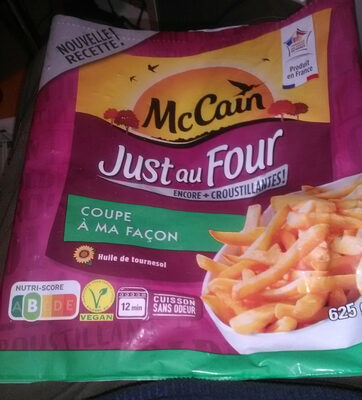 NOUVELLE
RECETTE!
Produit
en France
McCain
Just au Four
ENCORE + CROUSTILLANTES!
COUPE
À MA FAÇON
Huile de tournesol
NUTRI-SCORE
ABCDE
VEGAN
12 min
CUISSON
SANS ODEUR
625